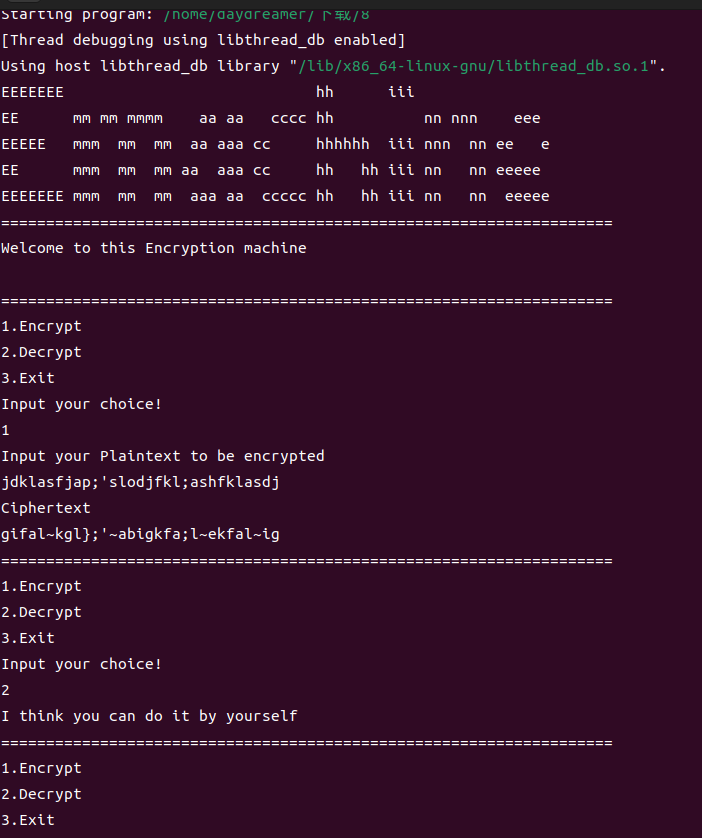 Starting program: /home/daydreamer/下载/8
[Thread debugging using libthread_db enabled]
Using host libthread_db library "/lib/x86_64-linux-gnu/libthread_db.so.1".
EEEEEEE                            hh      iii
EE      mm mm mmmm    aa aa   cccc hh          nn nnn    eee
EEEEE   mmm  mm  mm  aa aaa cc     hhhhhh  iii nnn  nn ee   e
EE      mmm  mm  mm aa  aaa cc     hh   hh iii nn   nn eeeee
EEEEEEE mmm  mm  mm  aaa aa  ccccc hh   hh iii nn   nn  eeeee
====================================================================
Welcome to this Encryption machine

====================================================================
1.Encrypt
2.Decrypt
3.Exit
Input your choice!
1
Input your Plaintext to be encrypted
jdklasfjap;'slodjfkl;ashfklasdj
Ciphertext
gifal~kgl};'~abigkfa;l~ekfal~ig
====================================================================
1.Encrypt
2.Decrypt
3.Exit
Input your choice!
2
I think you can do it by yourself
====================================================================
1.Encrypt
2.Decrypt
3.Exit